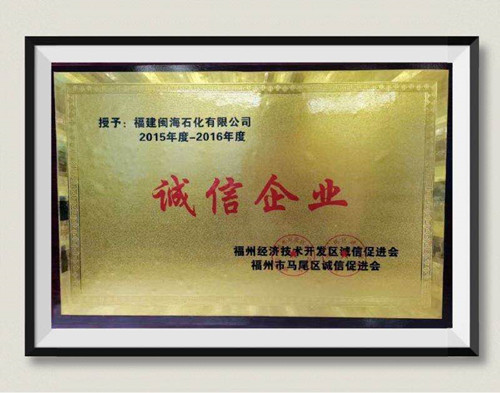 授予：福建闽海石化有限公司
2015年度-2016年度
诚信企业
福州经济技术开发区诚信促进会
福州市马尾区诚信促进会